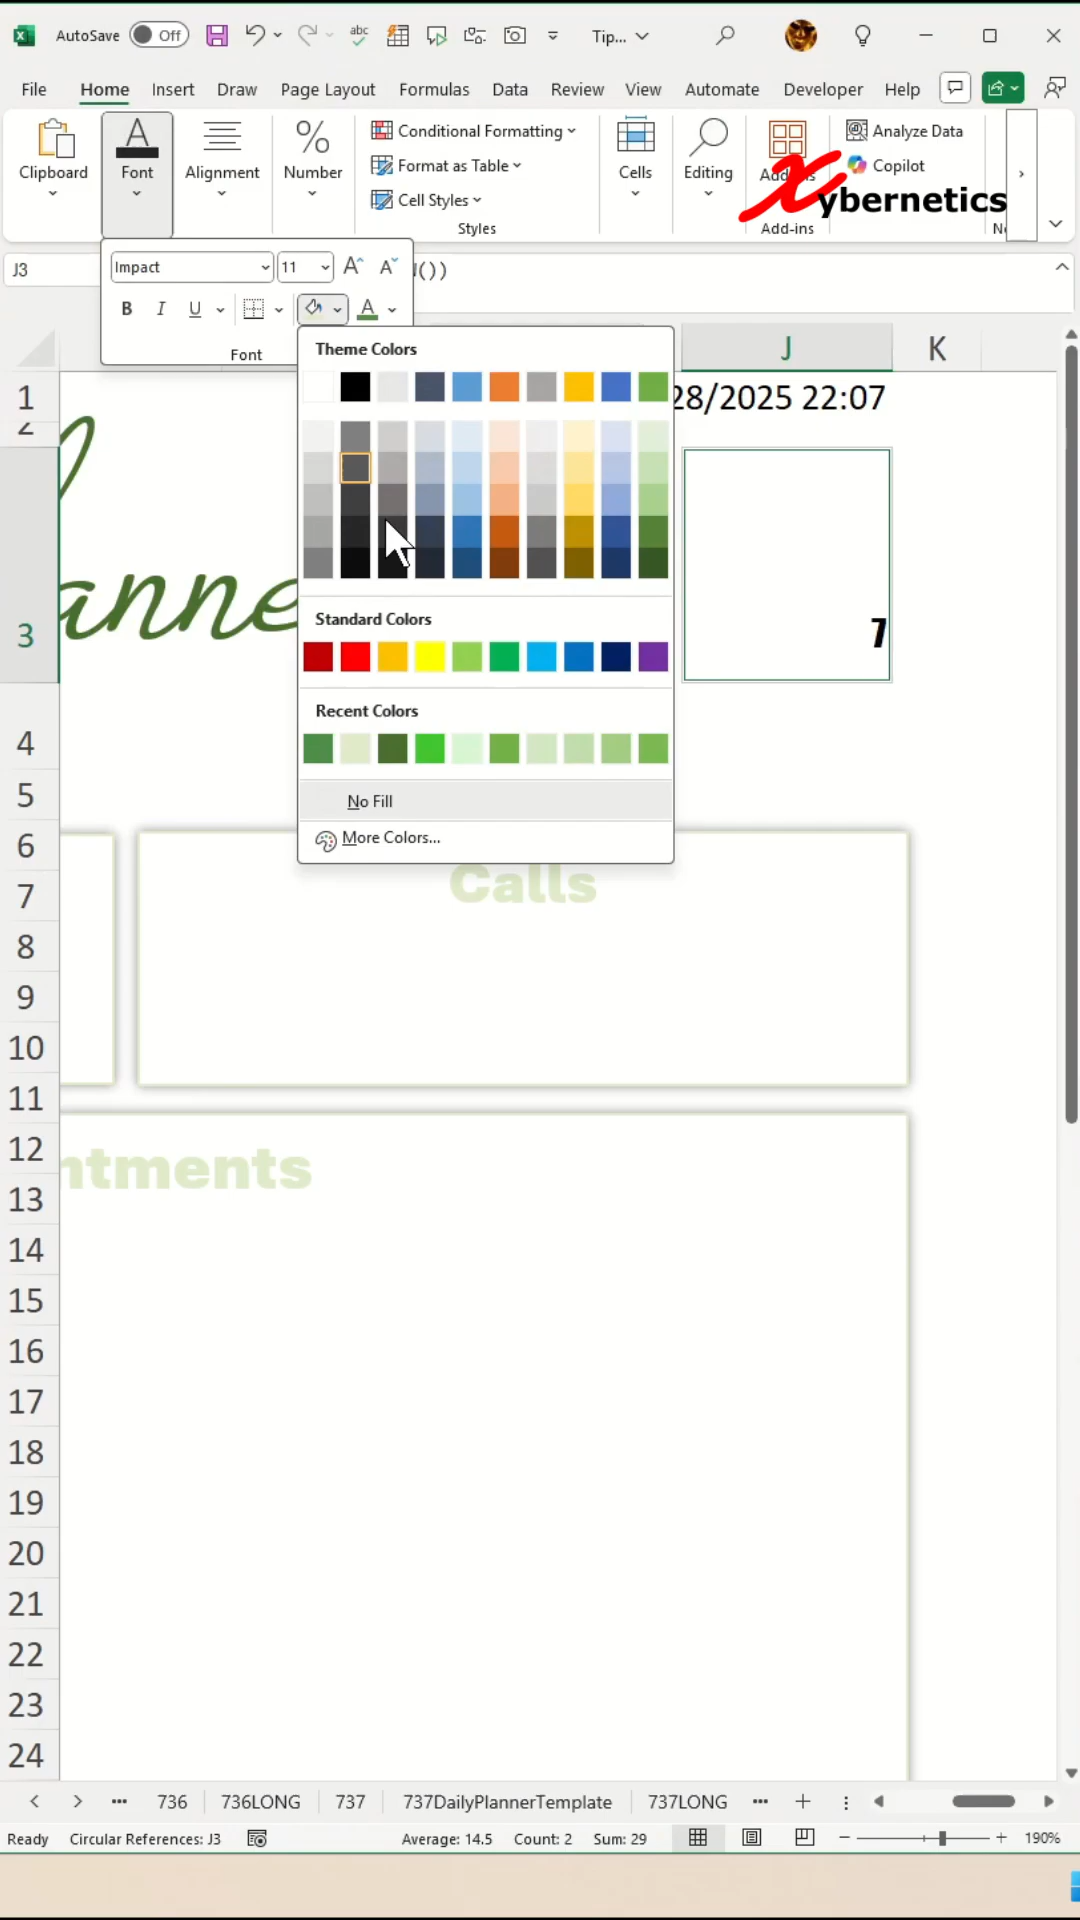 AutoSave Off abc Tip...
File Home Insert Draw Page Layout Formulas Data Review View Automate Developer Help
Clipboard Font Alignment Number Conditional Formatting Format as Table Cell Styles Styles Cells Editing Add-ins Analyze Data Copilot
Xybernetics
J3 ())
Impact 11 A A
B I U A
Font
J K
Theme Colors
1 28/2025 22:07
2
anne
3 7
Standard Colors
Recent Colors
4
No Fill
5
More Colors...
6
7 Calls
8
9
10
11
12 ntments
13
14
15
16
17
18
19
20
21
22
23
24
736 736LONG 737 737DailyPlannerTemplate 737LONG
Ready Circular References: J3 Average: 14.5 Count: 2 Sum: 29 190%